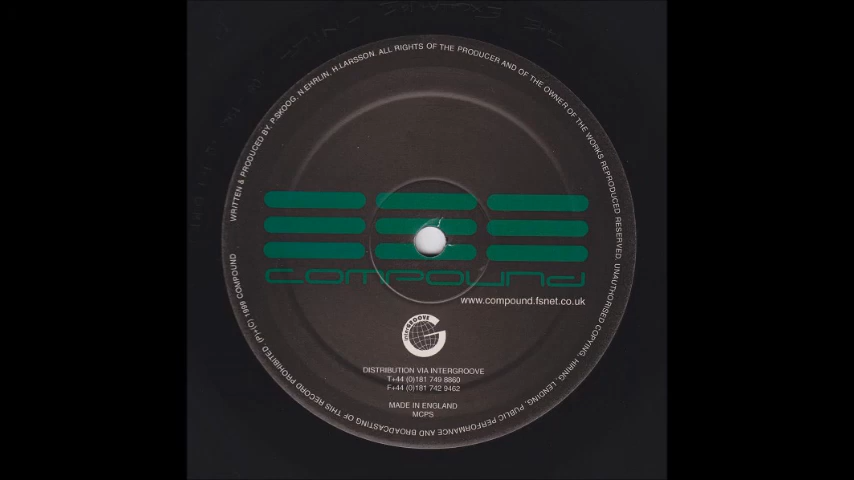 WRITTEN & PRODUCED BY, P.SKOOG, N.EHRLIN, H.LARSSON. ALL RIGHTS OF THE PRODUCER AND OF THE OWNER OF THE WORKS REPRODUCED RESERVED. UNAUTHORISED COPYING, HIRING, LENDING, PUBLIC PERFORMANCE AND BROADCASTING OF THIS RECORD PROHIBITED. (P)+(C) 1999 COMPOUND
compound
www.compound.fsnet.co.uk
INTERGROOVE
DISTRIBUTION VIA INTERGROOVE
T+44 (0)181 749 8860
F+44 (0)181 742 9462
MADE IN ENGLAND
MCPS